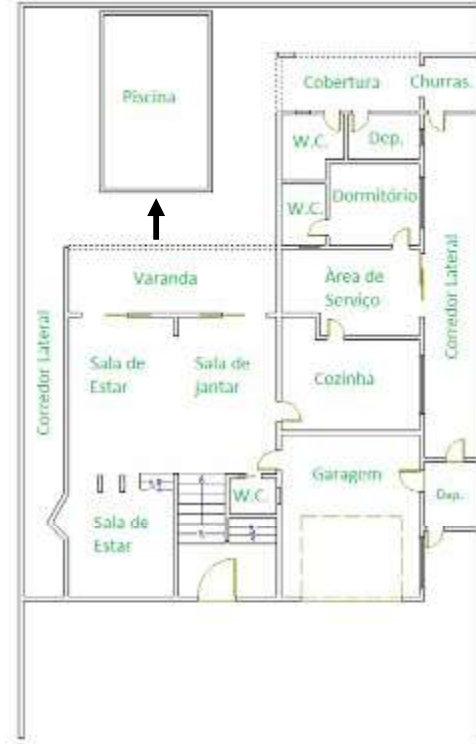 Piscina
Cobertura
Churras.
W.C.
Dep.
Dormitório
W.C.
Varanda
Área de
Serviço
Corredor Lateral
Corredor Lateral
Sala de
Estar
Sala de
jantar
Cozinha
Garagem
W.C.
Dep.
Sala de
Estar